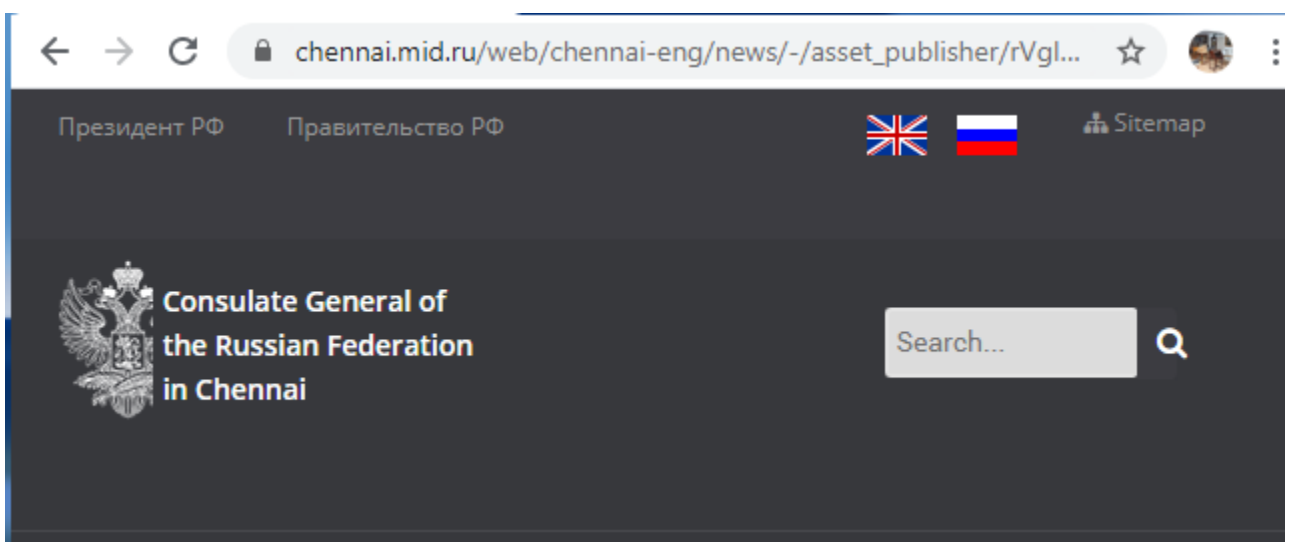 chennai.mid.ru/web/chennai-eng/news/-/asset_publisher/rVgl...
Президент РФ Правительство РФ Sitemap
Consulate General of
the Russian Federation
in Chennai
Search...